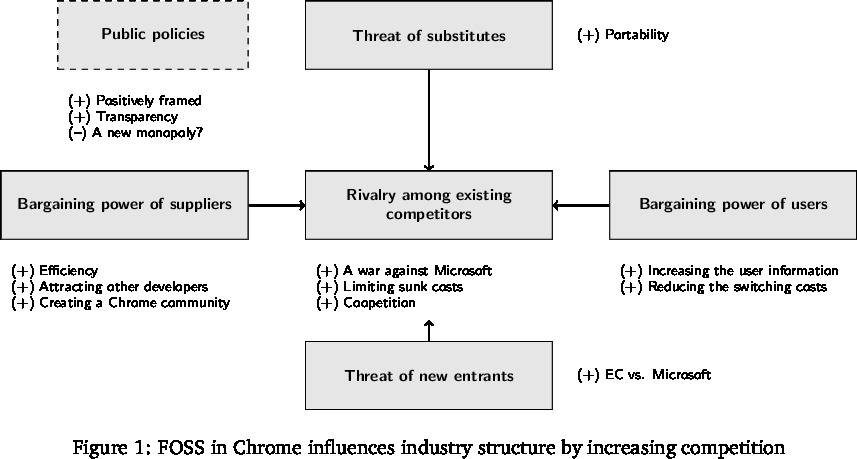 Public policies
Threat of substitutes
(+) Portability
(+) Positively framed
(+) Transparency
(–) A new monopoly?
Bargaining power of suppliers
Rivalry among existing
competitors
Bargaining power of users
(+) Efficiency
(+) Attracting other developers
(+) Creating a Chrome community
(+) A war against Microsoft
(+) Limiting sunk costs
(+) Coopetition
(+) Increasing the user information
(+) Reducing the switching costs
Threat of new entrants
(+) EC vs. Microsoft
Figure 1: FOSS in Chrome influences industry structure by increasing competition